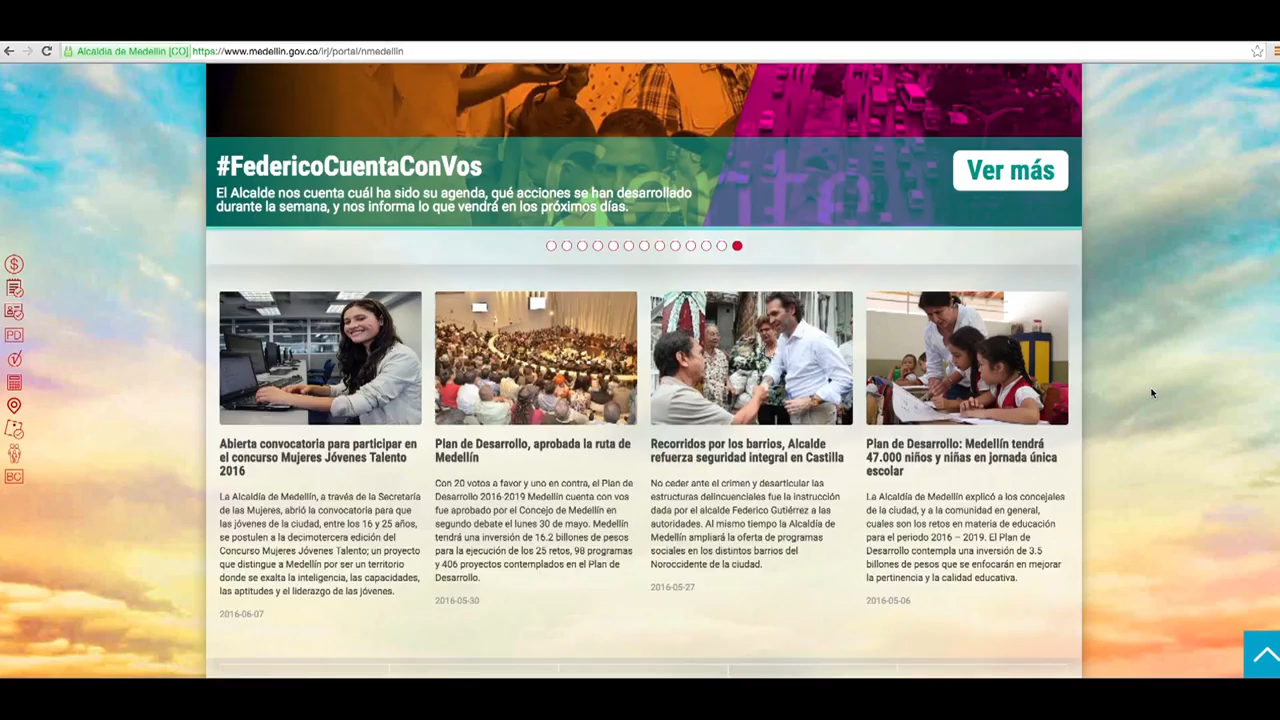 Alcaldia de Medellin [CO] https://www.medellin.gov.co/irj/portal/nmedellin
#FedericoCuentaConVos
El Alcalde nos cuenta cuál ha sido su agenda, qué acciones se han desarrollado
durante la semana, y nos informa lo que vendrá en los próximos días.
Ver más
PD
BC
Abierta convocatoria para participar en
el concurso Mujeres Jóvenes Talento
2016
La Alcaldía de Medellín, a través de la Secretaría
de las Mujeres, abrió la convocatoria para que
las jóvenes de la ciudad, entre los 16 y 25 años,
se postulen a la decimotercera edición del
Concurso Mujeres Jóvenes Talento; un proyecto
que distingue a Medellín por ser un territorio
donde se exalta la inteligencia, las capacidades,
las aptitudes y el liderazgo de las jóvenes.
2016-06-07
Plan de Desarrollo, aprobada la ruta de
Medellín
Con 20 votos a favor y uno en contra, el Plan de
Desarrollo 2016-2019 Medellín cuenta con vos
fue aprobado por el Concejo de Medellín en
segundo debate el lunes 30 de mayo. Medellín
tendrá una inversión de 16.2 billones de pesos
para la ejecución de los 25 retos, 98 programas
y 406 proyectos contemplados en el Plan de
Desarrollo.
2016-05-30
Recorridos por los barrios, Alcalde
refuerza seguridad integral en Castilla
No ceder ante el crimen y desarticular las
estructuras delincuenciales fue la instrucción
dada por el alcalde Federico Gutiérrez a las
autoridades. Al mismo tiempo la Alcaldía de
Medellín ampliará la oferta de programas
sociales en los distintos barrios del
Noroccidente de la ciudad.
2016-05-27
Plan de Desarrollo: Medellín tendrá
47.000 niños y niñas en jornada única
escolar
La Alcaldía de Medellín explicó a los concejales
de la ciudad, y a la comunidad en general,
cuales son los retos en materia de educación
para el periodo 2016 – 2019. El Plan de
Desarrollo contempla una inversión de 3.5
billones de pesos que se enfocarán en mejorar
la pertinencia y la calidad educativa.
2016-05-06